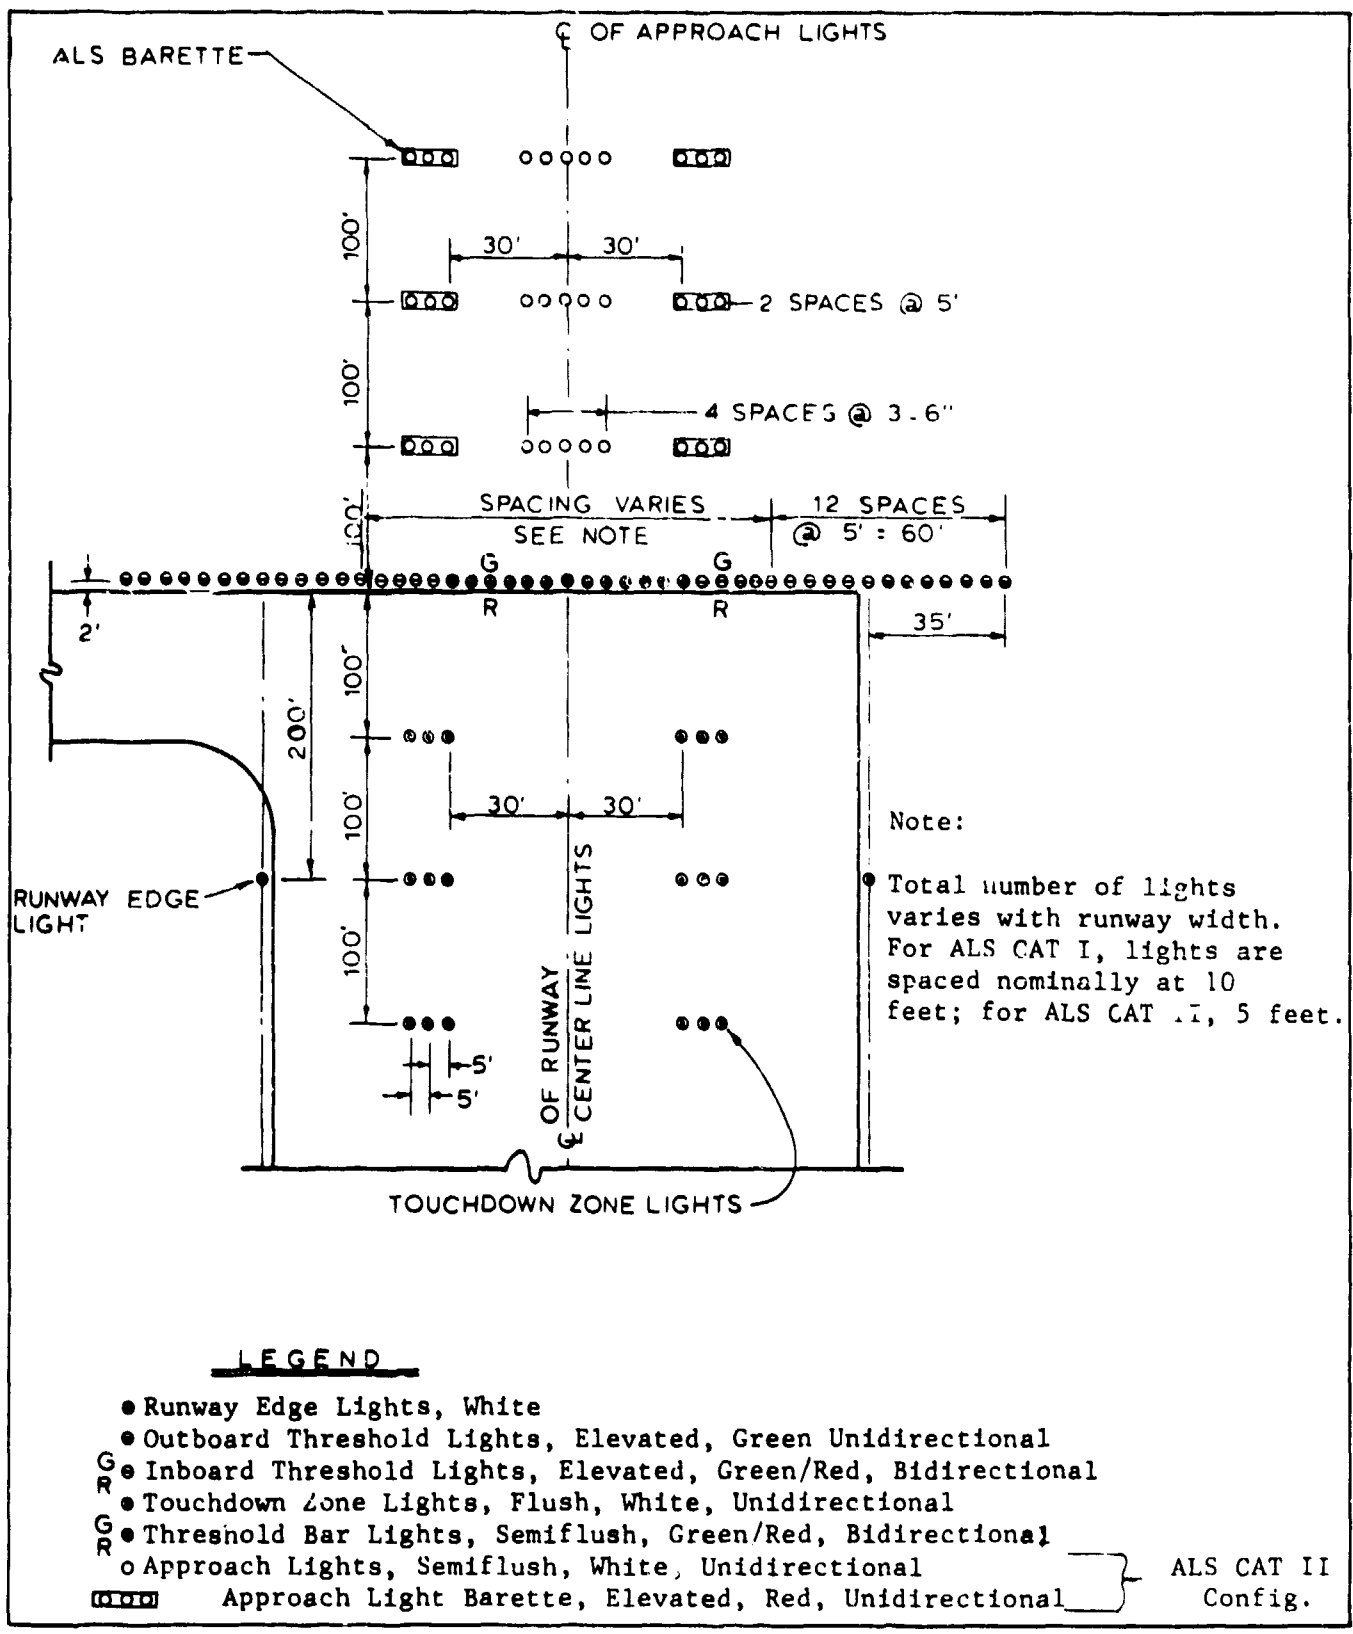 ℄ OF APPROACH LIGHTS
ALS BARETTE
100'
30' 30'
2 SPACES @ 5'
100'
4 SPACES @ 3-6"
100'
SPACING VARIES
SEE NOTE
12 SPACES
@ 5' = 60'
G G
R R
2'
35'
100'
200'
100'
30' 30'
RUNWAY EDGE
LIGHT
100'
5'
5'
℄ OF RUNWAY
CENTER LINE LIGHTS
Note:
Total number of lights
varies with runway width.
For ALS CAT I, lights are
spaced nominally at 10
feet; for ALS CAT II, 5 feet.
TOUCHDOWN ZONE LIGHTS
LEGEND
Runway Edge Lights, White
Outboard Threshold Lights, Elevated, Green Unidirectional
G
R
Inboard Threshold Lights, Elevated, Green/Red, Bidirectional
Touchdown Zone Lights, Flush, White, Unidirectional
G
R
Threshold Bar Lights, Semiflush, Green/Red, Bidirectional
Approach Lights, Semiflush, White, Unidirectional
Approach Light Barette, Elevated, Red, Unidirectional
ALS CAT II
Config.